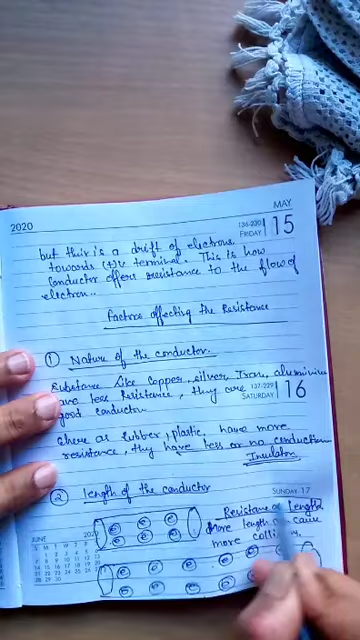 2020
MAY
136-230
FRIDAY
15
but their is a drift of electrons
towards (+)ve terminal. This is how
Conductor offers resistance to the flow of
electron..
Factors affecting the Resistance
① Nature of the conductor.
Substance like Copper, silver, Iron, aluminium
have less Resistance, they are
good conductor
137-229
SATURDAY
16
where as rubber, plastic, have more
resistance, they have less or no conduction
Insulator
SUNDAY 17
② length of the conductor
Resistance α length
More length cause
more collision.
JUNE
S M T W T F S
e e e
e e e
e e e e e
e e e e e